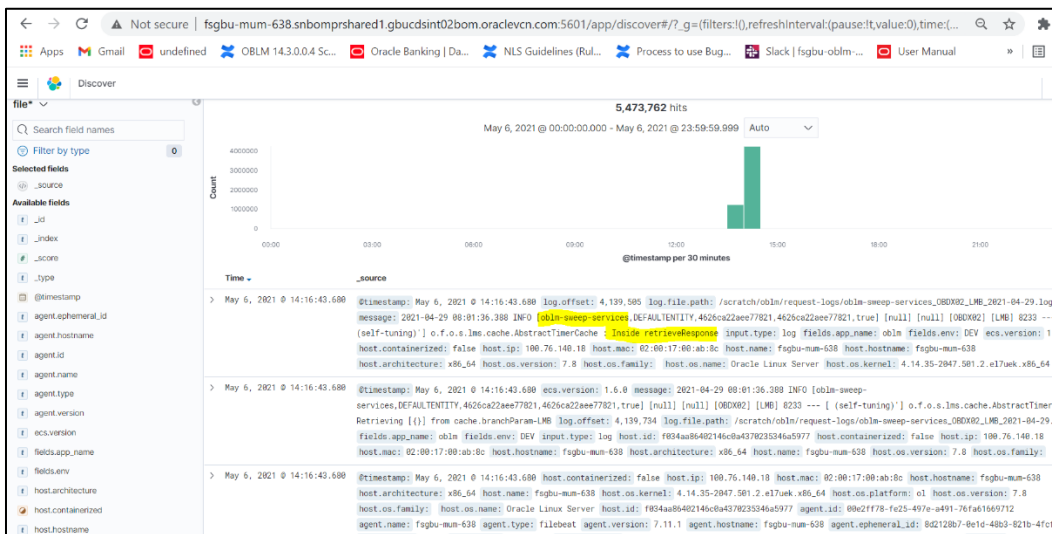 Not secure | fsgbu-mum-638.snbomprshared1.gbucdsint02bom.oraclevcn.com:5601/app/discover#/?_g=(filters:!(),refreshInterval:(pause:!t,value:0),time:(...
Apps Gmail undefined OBLM 14.3.0.0.4 Sc... Oracle Banking | Da... NLS Guidelines (Rul... Process to use Bug... Slack | fsgbu-oblm-... User Manual »
Discover
file*
5,473,762 hits
Search field names
May 6, 2021 @ 00:00:00.000 - May 6, 2021 @ 23:59:59.999 Auto
Filter by type 0
Selected fields
_source
Available fields
t _id
t _index
# _score
t _type
@timestamp
t agent.ephemeral_id
t agent.hostname
t agent.id
t agent.name
t agent.type
t agent.version
t ecs.version
t fields.app_name
t fields.env
t host.architecture
host.containerized
t host.hostname
Count
4000000
3000000
2000000
1000000
0
00:00 03:00 06:00 09:00 12:00 15:00 18:00 21:00
@timestamp per 30 minutes
Time _source
> May 6, 2021 @ 14:16:43.680 @timestamp: May 6, 2021 @ 14:16:43.680 log.offset: 4,139,505 log.file.path: /scratch/oblm/request-logs/oblm-sweep-services_OBDX02_LMB_2021-04-29.log
message: 2021-04-29 08:01:36.388 INFO [oblm-sweep-services,DEFAULTENTITY,4626ca22aee77821,4626ca22aee77821,true] [null] [null] [OBDX02] [LMB] 8233 --
(self-tuning)'] o.f.o.s.lms.cache.AbstractTimerCache : Inside retrieveResponse input.type: log fields.app_name: oblm fields.env: DEV ecs.version: 1
host.containerized: false host.ip: 100.76.140.18 host.mac: 02:00:17:00:ab:8c host.name: fsgbu-mum-638 host.hostname: fsgbu-mum-638
host.architecture: x86_64 host.os.version: 7.8 host.os.family: host.os.name: Oracle Linux Server host.os.kernel: 4.14.35-2047.501.2.el7uek.x86_64
> May 6, 2021 @ 14:16:43.680 @timestamp: May 6, 2021 @ 14:16:43.680 ecs.version: 1.6.0 message: 2021-04-29 08:01:36.388 INFO [oblm-sweep-
services,DEFAULTENTITY,4626ca22aee77821,4626ca22aee77821,true] [null] [null] [OBDX02] [LMB] 8233 --- [ (self-tuning)'] o.f.o.s.lms.cache.AbstractTimer
Retrieving [{}] from cache.branchParam-LMB log.offset: 4,139,734 log.file.path: /scratch/oblm/request-logs/oblm-sweep-services_OBDX02_LMB_2021-04-29.
fields.app_name: oblm fields.env: DEV input.type: log host.id: f034aa86402146c0a4370235346a5977 host.containerized: false host.ip: 100.76.140.18
host.mac: 02:00:17:00:ab:8c host.hostname: fsgbu-mum-638 host.architecture: x86_64 host.name: fsgbu-mum-638 host.os.version: 7.8 host.os.family:
> May 6, 2021 @ 14:16:43.680 @timestamp: May 6, 2021 @ 14:16:43.680 host.containerized: false host.ip: 100.76.140.18 host.mac: 02:00:17:00:ab:8c host.hostname: fsgbu-mum-638
host.architecture: x86_64 host.name: fsgbu-mum-638 host.os.kernel: 4.14.35-2047.501.2.el7uek.x86_64 host.os.platform: ol host.os.version: 7.8
host.os.family: host.os.name: Oracle Linux Server host.id: f034aa86402146c0a4370235346a5977 agent.id: 00e2ff78-fe25-497e-a491-76fa61669712
agent.name: fsgbu-mum-638 agent.type: filebeat agent.version: 7.11.1 agent.hostname: fsgbu-mum-638 agent.ephemeral_id: 8d2128b7-0e1d-48b3-821b-4fcf